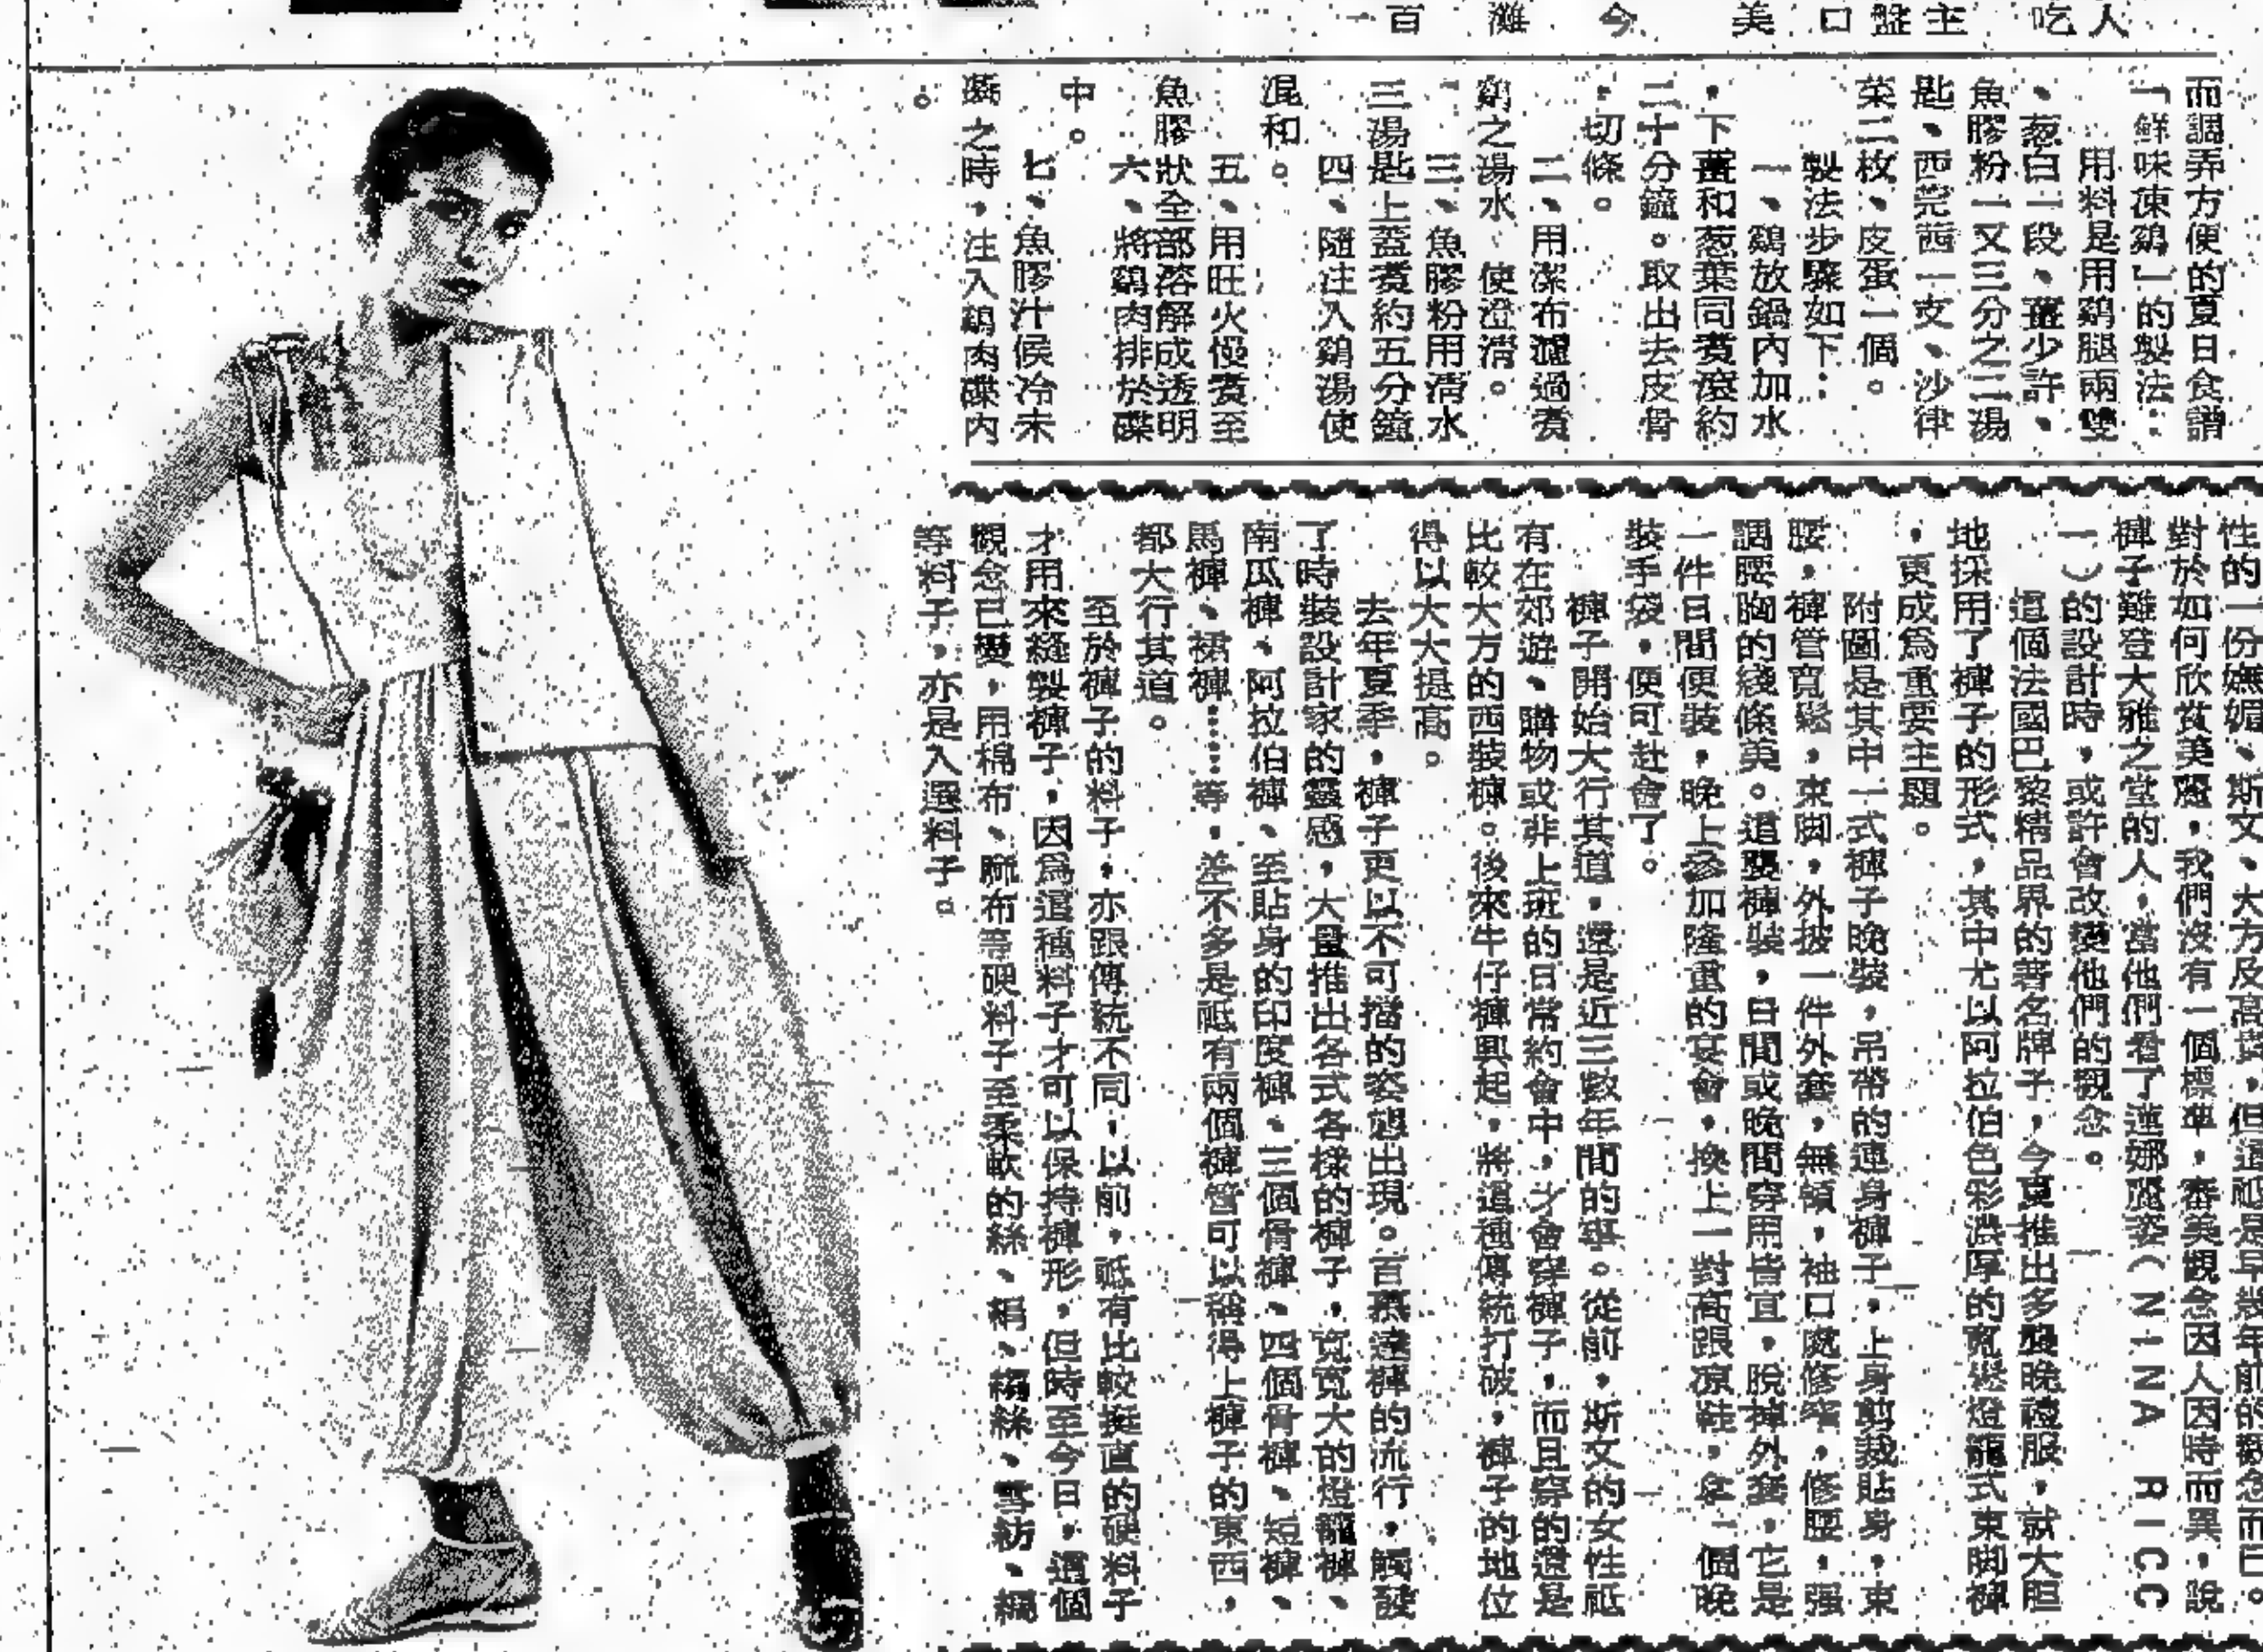 人吃
主盤口
美
今
灘
百一
而調弄方便的夏日食譜
「鮮味凍鷄」的製法：
用料是用鷄腿兩雙
、葱白一段、薑少許、
魚膠粉一又三分之二湯
匙、西芫茜一支、沙律
菜二枚、皮蛋一個。
製法步驟如下：
一、鷄放鍋內加水
，下薑和葱葉同煑滾約
二十分鐘。取出去皮骨
，切條。
二、用潔布濾過煑
鷄之湯水，使澄清。
三、魚膠粉用清水
三湯匙上蓋煑約五分鐘
四、隨注入鷄湯使
混和。
五、用旺火慢煑至
魚膠狀全部溶解成透明
六、將鷄肉排於碟
中。
七、魚膠汁候冷未
凝之時，注入鷄肉碟內
。
性的一份嫵媚、斯文、大方及高貴，但這祗是早幾年前的觀念而已。
對於如何欣賞美麗，我們沒有一個標準，審美觀念因人因時而異，說
褲子難登大雅之堂的人，當他們看了蓮娜麗姿（NINA RICC
I）的設計時，或許會改變他們的觀念。
這個法國巴黎精品界的著名牌子，今夏推出多襲晚禮服，就大胆
地採用了褲子的形式，其中尤以阿拉伯色彩濃厚的寬鬆燈籠式束脚褲
，更成爲重要主題。
附圖是其中一式褲子晚裝，吊帶的連身褲子，上身剪裁貼身，束
腰，褲管寬鬆，束脚，外披一件外套，無領，袖口處修窄，修腰，强
調腰胸的綫條美。這襲褲裝，日間或晚間穿用皆宜，脫掉外套，它是
一件日間便裝，晚上參加隆重的宴會，換上一對高跟涼鞋，拿一個晚
裝手袋，便可赴會了。
褲子開始大行其道，還是近三數年間的事。從前，斯文的女性祗
有在郊遊、購物或非上班的日常約會中，才會穿褲子，而且穿的還是
比較大方的西裝褲。後來牛仔褲興起，將這種傳統打破，褲子的地位
得以大大提高。
去年夏季，褲子更以不可擋的姿態出現。百慕達褲的流行，觸發
了時裝設計家的靈感，大量推出各式各樣的褲子，寬寬大的燈籠褲、
南瓜褲、阿拉伯褲、至貼身的印度褲、三個骨褲、四個骨褲、短褲、
馬褲、裙褲……等，差不多是祗有兩個褲管可以稱得上褲子的東西，
都大行其道。
至於褲子的料子，亦跟傳統不同，以前，祗有比較挺直的硬料子
才用來縫製褲子，因爲這種料子才可以保持褲形，但時至今日，這個
觀念已變，用棉布、麻布等硬料子至柔軟的絲、縐絲、雪紡、
等料子，亦是入選料子。